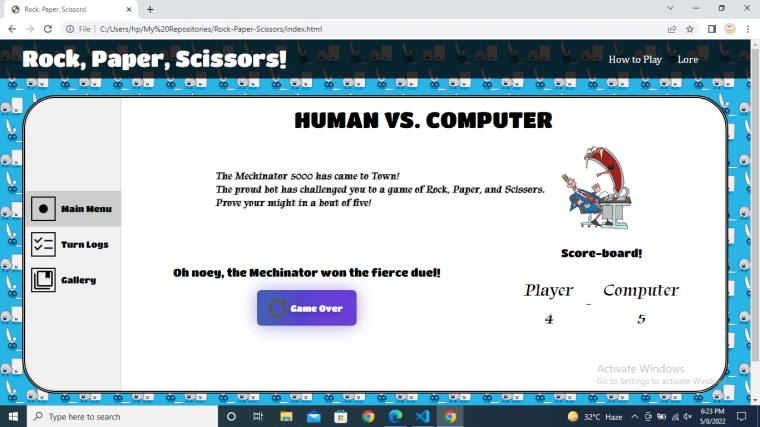 Rock, Paper, Scissors!
File
C:/Users/hp/My%20Repositories/Rock-Paper-Scissors/index.html
Rock, Paper, Scissors!
How to Play
Lore
HUMAN VS. COMPUTER
The Mechinator 5000 has came to Town!
The proud bot has challenged you to a game of Rock, Paper, and Scissors.
Prove your might in a bout of five!
Main Menu
Turn Logs
Gallery
Oh noey, the Mechinator won the fierce duel!
Game Over
Score-board!
Player
Computer
-
4
5
Activate Windows
Go to Settings to activate Windows
Type here to search
32°C Haze
6:23 PM
5/8/2022